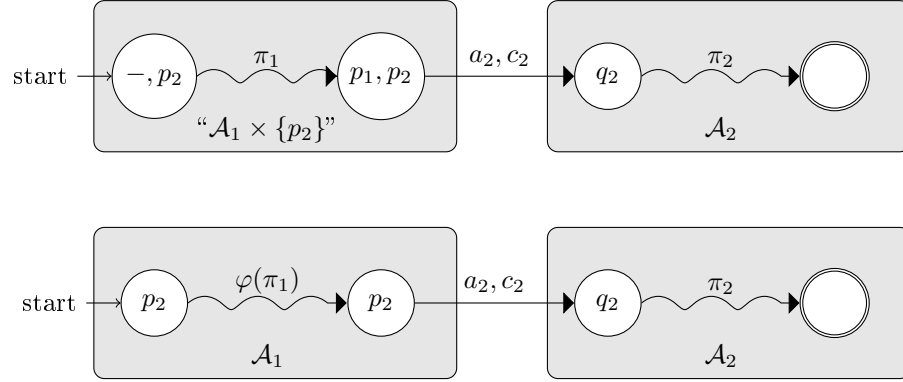 π₁ a₂, c₂ π₂
start −, p₂ p₁, p₂ q₂
“𝒜₁ × {p₂}” 𝒜₂
φ(π₁) a₂, c₂ π₂
start p₂ p₂ q₂
𝒜₁ 𝒜₂